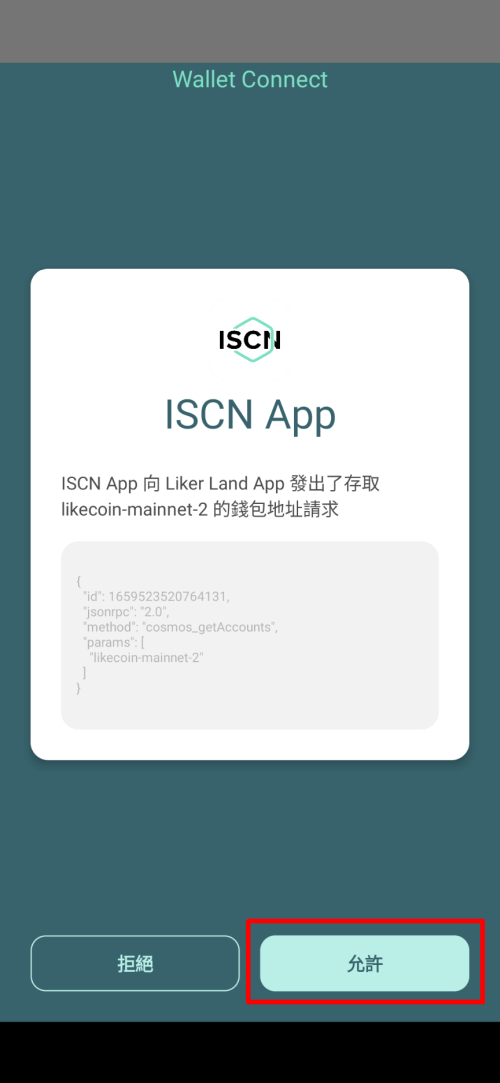 Wallet Connect
ISCN
ISCN App
ISCN App 向 Liker Land App 發出了存取
likecoin-mainnet-2 的錢包地址請求
{
"id": 1659523520764131,
"jsonrpc": "2.0",
"method": "cosmos_getAccounts",
"params": [
"likecoin-mainnet-2"
]
}
拒絕
允許